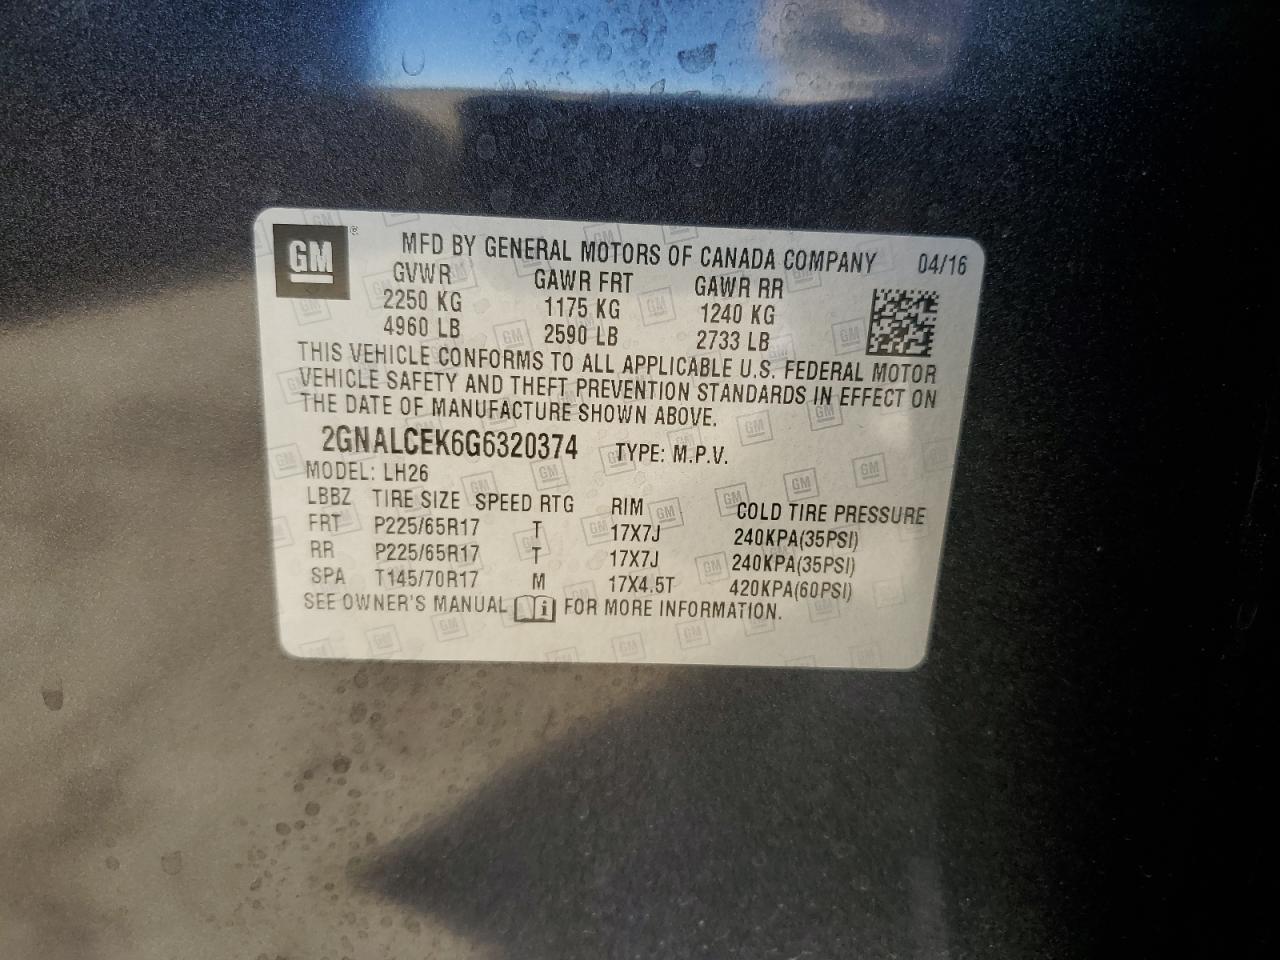 GM ® MFD BY GENERAL MOTORS OF CANADA COMPANY 04/16
GVWR GAWR FRT GAWR RR
2250 KG 1175 KG 1240 KG
4960 LB 2590 LB 2733 LB
THIS VEHICLE CONFORMS TO ALL APPLICABLE U.S. FEDERAL MOTOR
VEHICLE SAFETY AND THEFT PREVENTION STANDARDS IN EFFECT ON
THE DATE OF MANUFACTURE SHOWN ABOVE.
2GNALCEK6G6320374 TYPE: M.P.V.
MODEL: LH26
LBBZ TIRE SIZE SPEED RTG RIM COLD TIRE PRESSURE
FRT P225/65R17 T 17X7J 240KPA(35PSI)
RR P225/65R17 T 17X7J 240KPA(35PSI)
SPA T145/70R17 M 17X4.5T 420KPA(60PSI)
SEE OWNER'S MANUAL i FOR MORE INFORMATION.